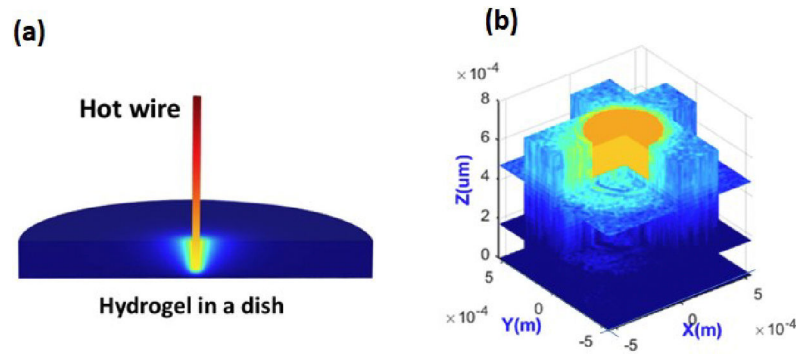 (a)
Hot wire
Hydrogel in a dish
(b)
× 10⁻⁴
8
6
4
2
0
Z(um)
5
0
-5
× 10⁻⁴
Y(m)
-5
0
5
× 10⁻⁴
X(m)